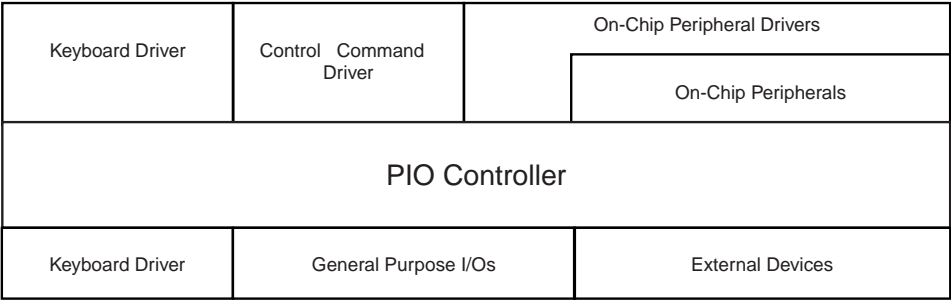 Keyboard Driver
Control Command
Driver
On-Chip Peripheral Drivers
On-Chip Peripherals
PIO Controller
Keyboard Driver
General Purpose I/Os
External Devices